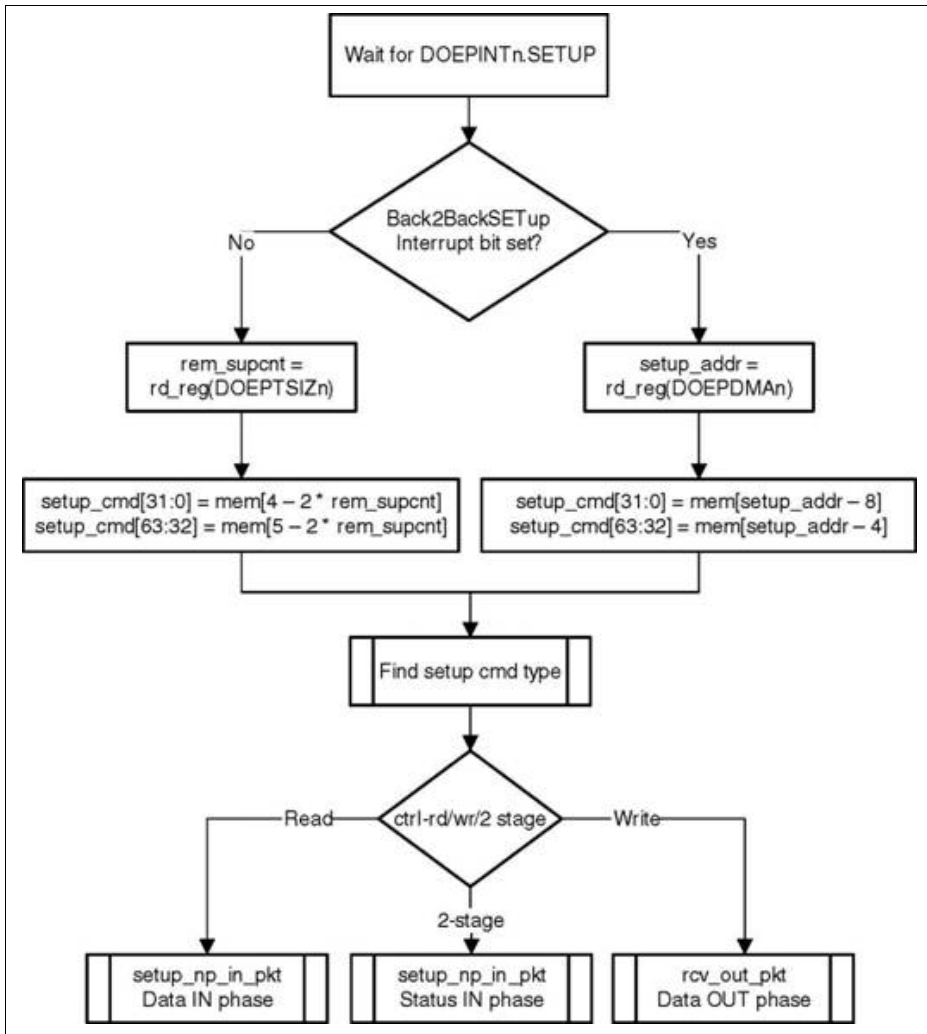 Wait for DOEPINTn.SETUP
Back2BackSETup
Interrupt bit set?
No
Yes
rem_supcnt =
rd_reg(DOEPTSIZn)
setup_addr =
rd_reg(DOEPDMAn)
setup_cmd[31:0] = mem[4 – 2 * rem_supcnt]
setup_cmd[63:32] = mem[5 – 2 * rem_supcnt]
setup_cmd[31:0] = mem[setup_addr – 8]
setup_cmd[63:32] = mem[setup_addr – 4]
Find setup cmd type
Read
ctrl-rd/wr/2 stage
Write
2-stage
setup_np_in_pkt
Data IN phase
setup_np_in_pkt
Status IN phase
rcv_out_pkt
Data OUT phase